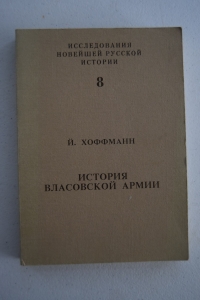 ИССЛЕДОВАНИЯ
НОВЕЙШЕЙ РУССКОЙ
ИСТОРИИ
8
Й. ХОФФМАНН
ИСТОРИЯ
ВЛАСОВСКОЙ АРМИИ